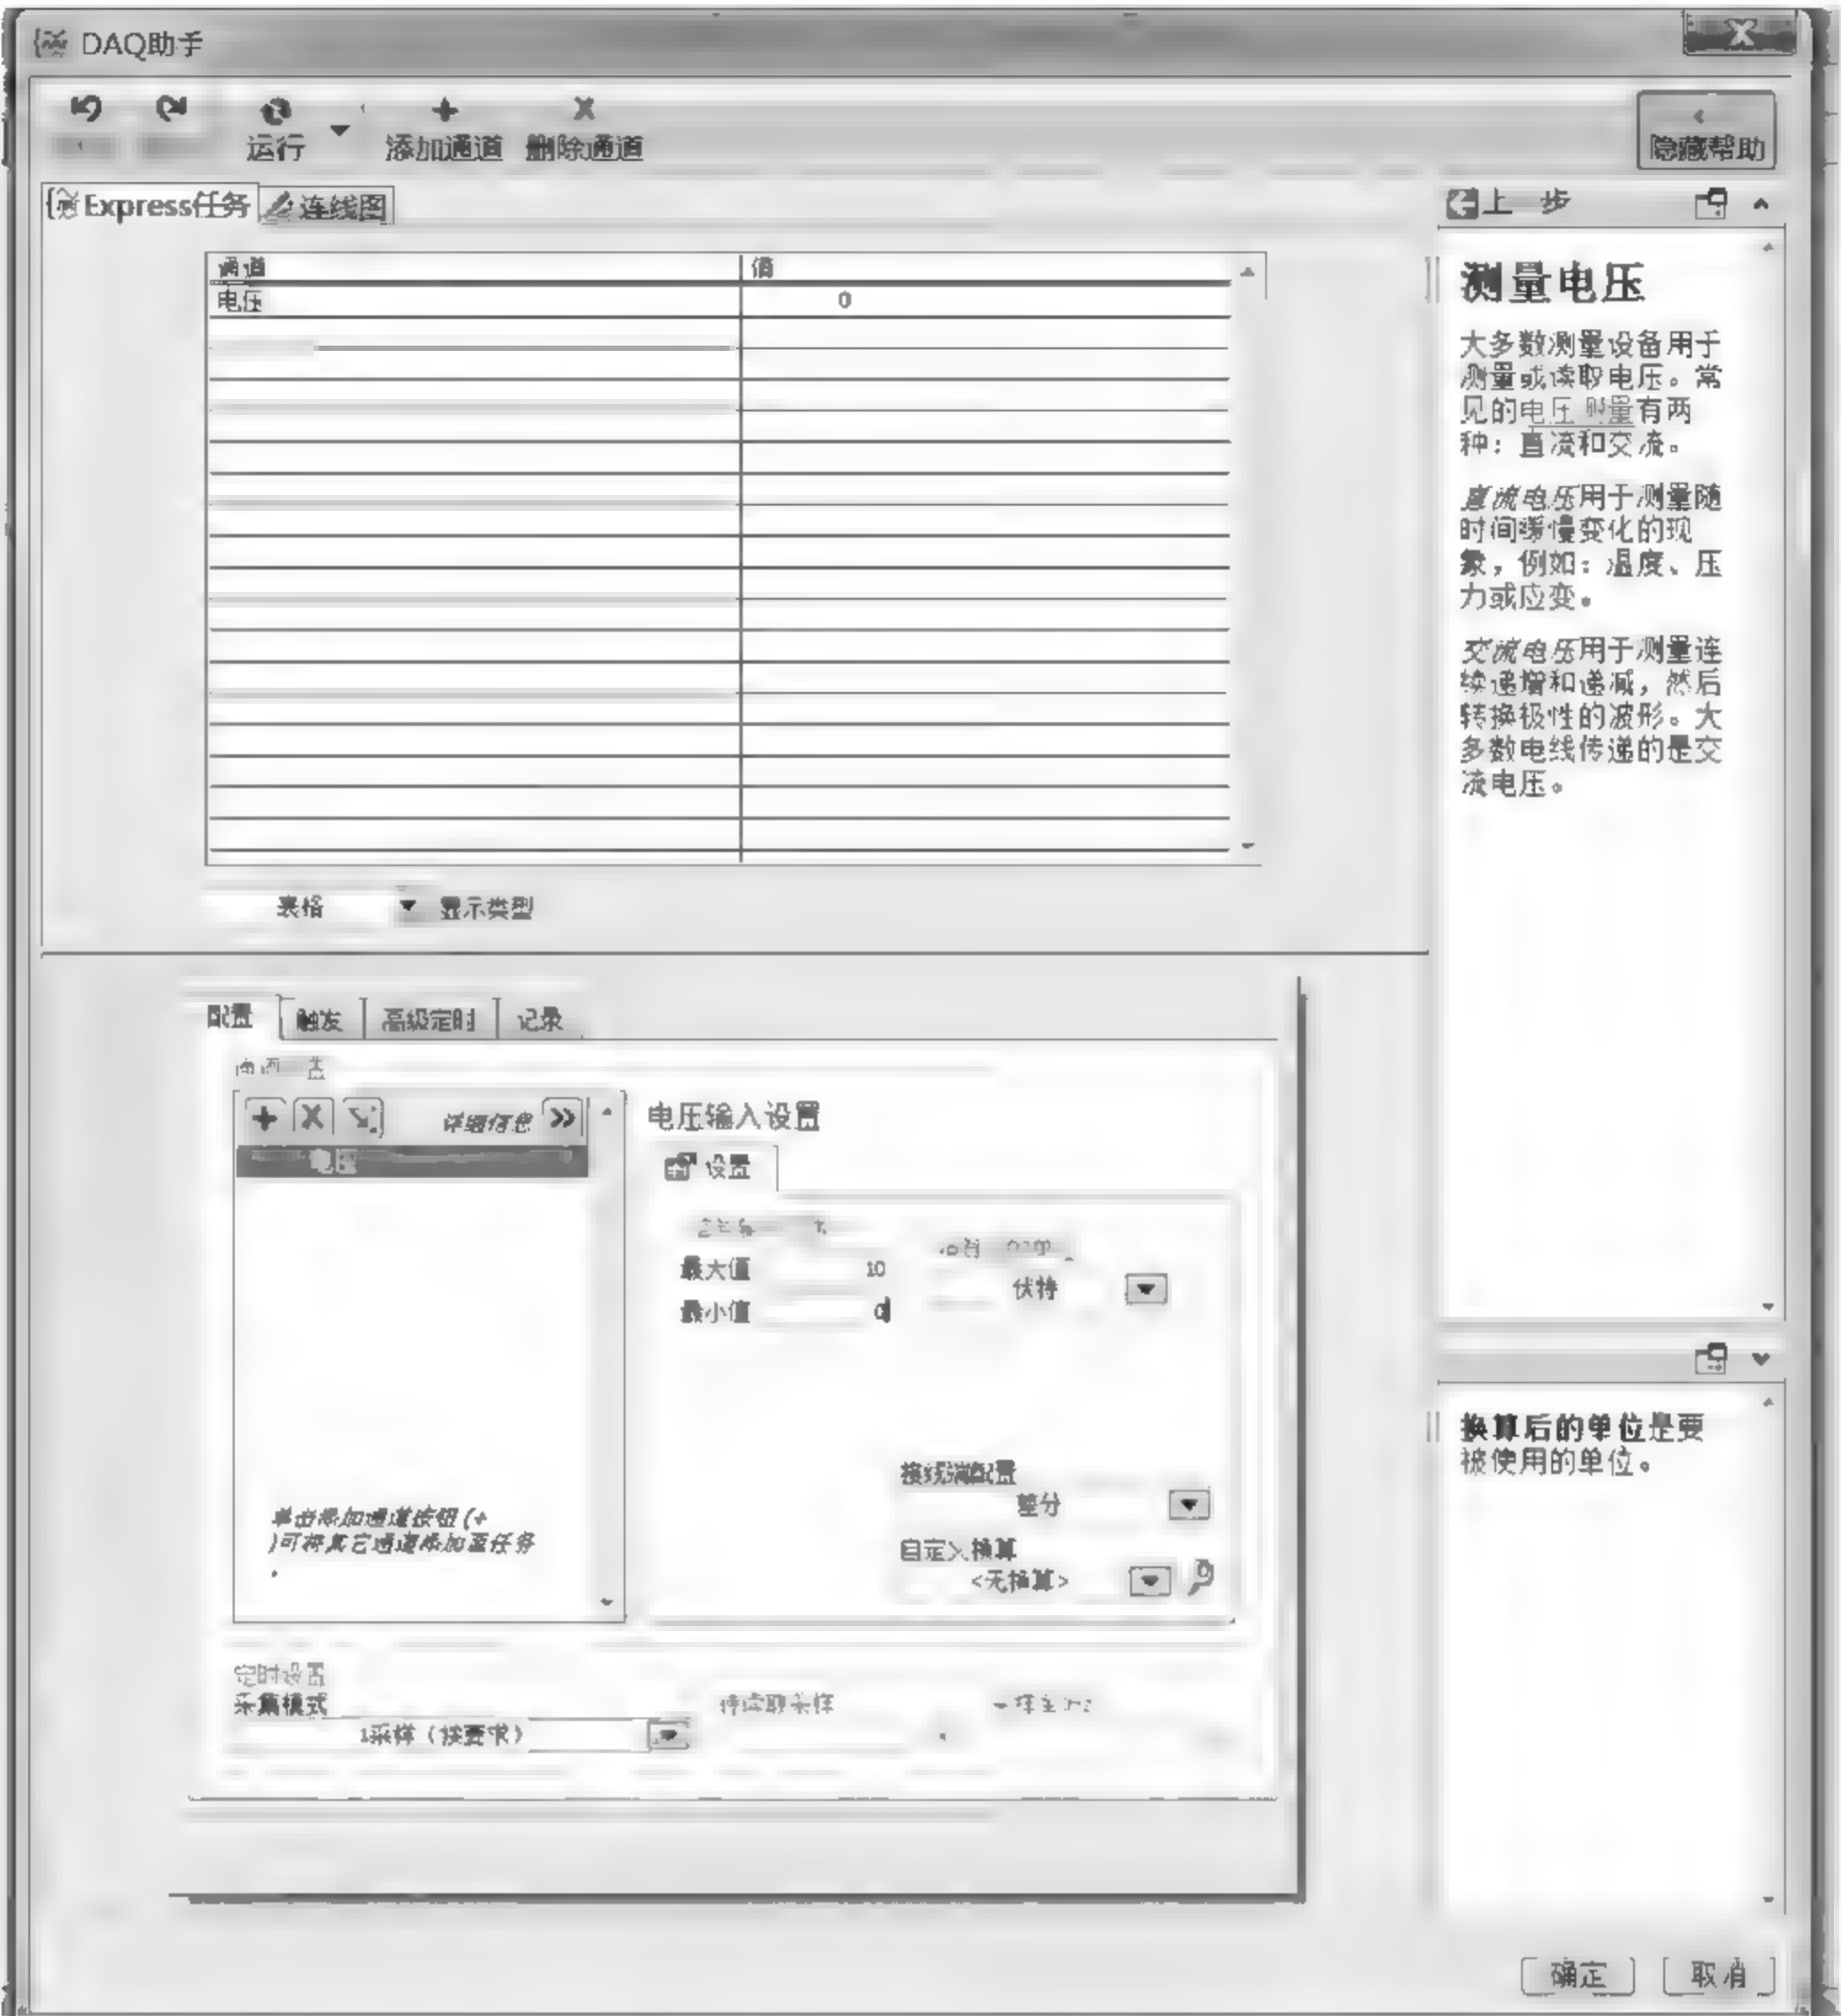 DAQ助手
运行
添加通道 删除通道
隐藏帮助
Express任务 连线图
通道 值
电压 0
表格 显示类型
配置 触发 高级定时 记录
详细信息
电压
单击添加通道按钮(+
)可将其它通道添加至任务
.
电压输入设置
设置
最大值 10
最小值 0
伏特
接线端配置
差分
自定义换算
<无换算>
定时设置
采集模式
1采样（按要求）
待读取采样
上 步
测量电压
大多数测量设备用于
测量或读取电压。常
见的电压测量有两
种：直流和交流。
直流电压用于测量随
时间缓慢变化的现
象，例如：温度、压
力或应变。
交流电压用于测量连
续递增和递减，然后
转换极性的波形。大
多数电线传递的是交
流电压。
换算后的单位是要
被使用的单位。
确定 取消